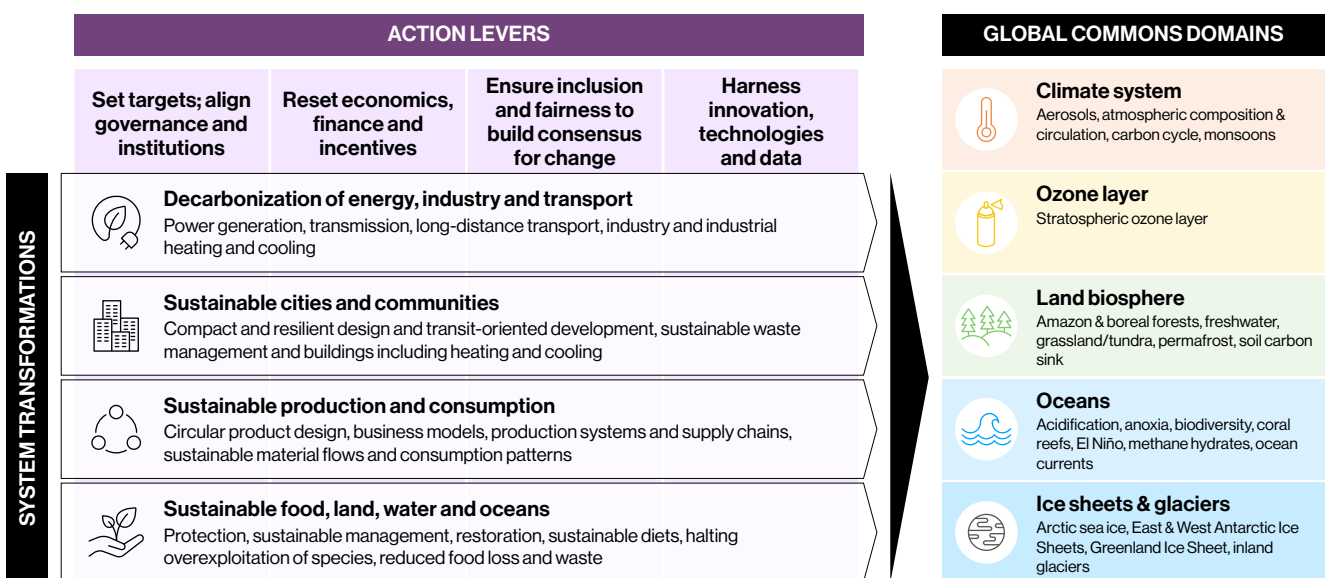 ACTION LEVERS
Set targets; align
governance and
institutions
Reset economics,
finance and
incentives
Ensure inclusion
and fairness to
build consensus
for change
Harness
innovation,
technologies
and data
SYSTEM TRANSFORMATIONS
Decarbonization of energy, industry and transport
Power generation, transmission, long-distance transport, industry and industrial
heating and cooling
Sustainable cities and communities
Compact and resilient design and transit-oriented development, sustainable waste
management and buildings including heating and cooling
Sustainable production and consumption
Circular product design, business models, production systems and supply chains,
sustainable material flows and consumption patterns
Sustainable food, land, water and oceans
Protection, sustainable management, restoration, sustainable diets, halting
overexploitation of species, reduced food loss and waste
GLOBAL COMMONS DOMAINS
Climate system
Aerosols, atmospheric composition &
circulation, carbon cycle, monsoons
Ozone layer
Stratospheric ozone layer
Land biosphere
Amazon & boreal forests, freshwater,
grassland/tundra, permafrost, soil carbon
sink
Oceans
Acidification, anoxia, biodiversity, coral
reefs, El Niño, methane hydrates, ocean
currents
Ice sheets & glaciers
Arctic sea ice, East & West Antarctic Ice
Sheets, Greenland Ice Sheet, inland
glaciers